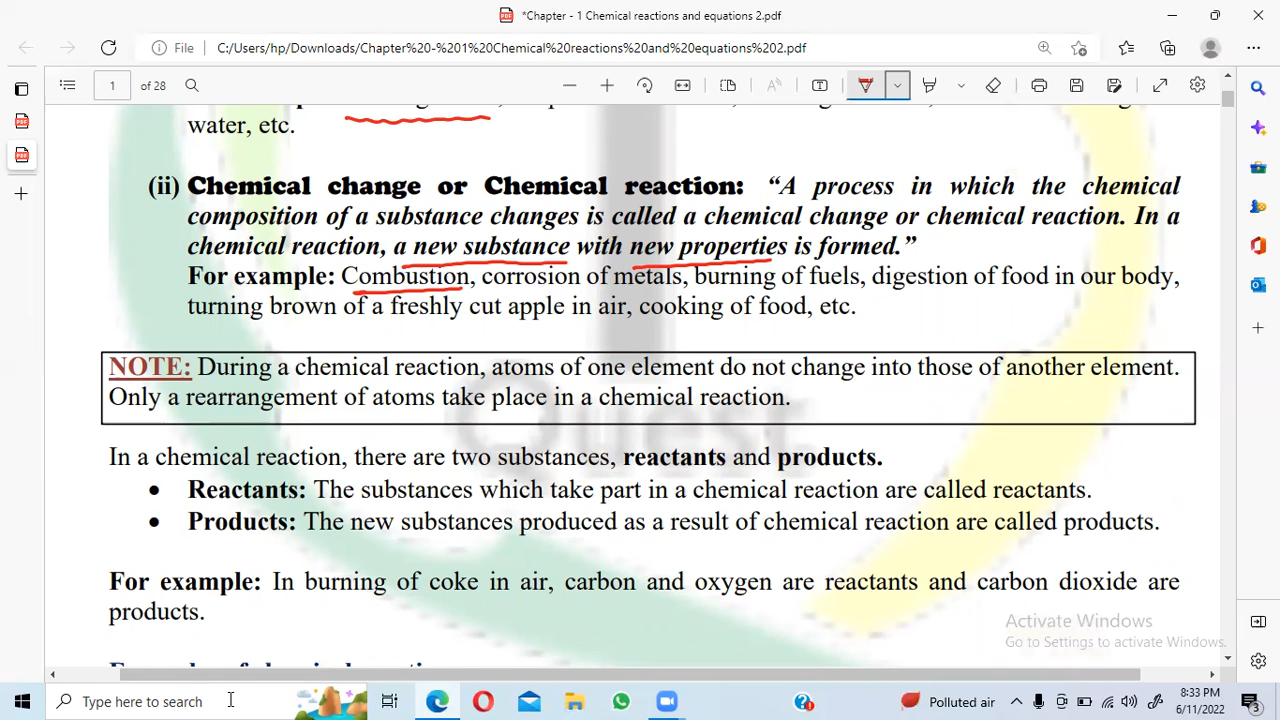 *Chapter - 1 Chemical reactions and equations 2.pdf
File C:/Users/hp/Downloads/Chapter%20-%201%20Chemical%20reactions%20and%20equations%202.pdf
1 of 28
water, etc.
(ii) Chemical change or Chemical reaction: “A process in which the chemical
composition of a substance changes is called a chemical change or chemical reaction. In a
chemical reaction, a new substance with new properties is formed.”
For example: Combustion, corrosion of metals, burning of fuels, digestion of food in our body,
turning brown of a freshly cut apple in air, cooking of food, etc.
NOTE: During a chemical reaction, atoms of one element do not change into those of another element.
Only a rearrangement of atoms take place in a chemical reaction.
Quest
In a chemical reaction, there are two substances, reactants and products.
• Reactants: The substances which take part in a chemical reaction are called reactants.
• Products: The new substances produced as a result of chemical reaction are called products.
For example: In burning of coke in air, carbon and oxygen are reactants and carbon dioxide are
products.
Activate Windows
Go to Settings to activate Windows.
Type here to search
Polluted air
8:33 PM
6/11/2022
3